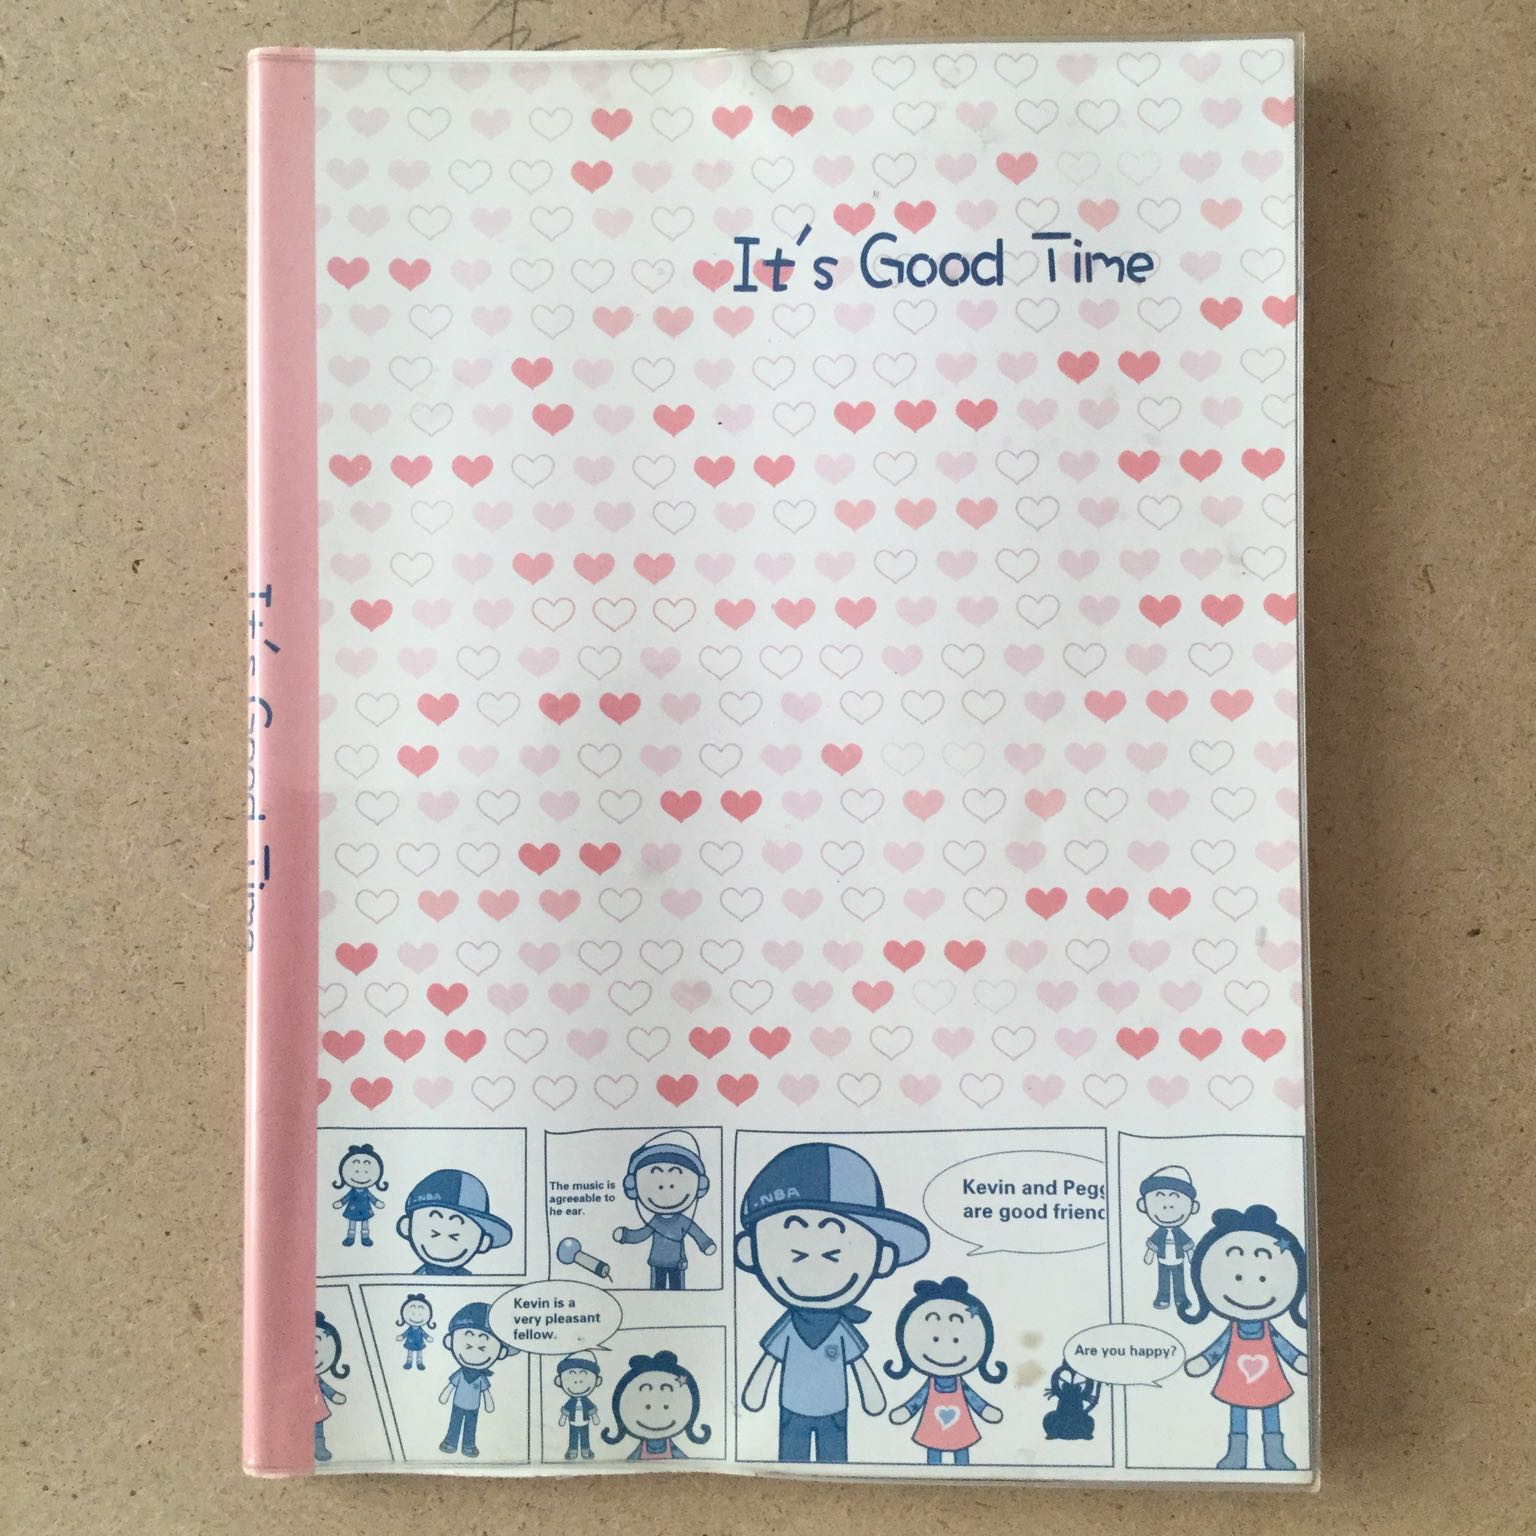 It's Good Time
It's Good Time
NBA
The music is
agreeable to
he ear.
NBA
Kevin and Pegg
are good frienc
Kevin is a
very pleasant
fellow.
Are you happy?